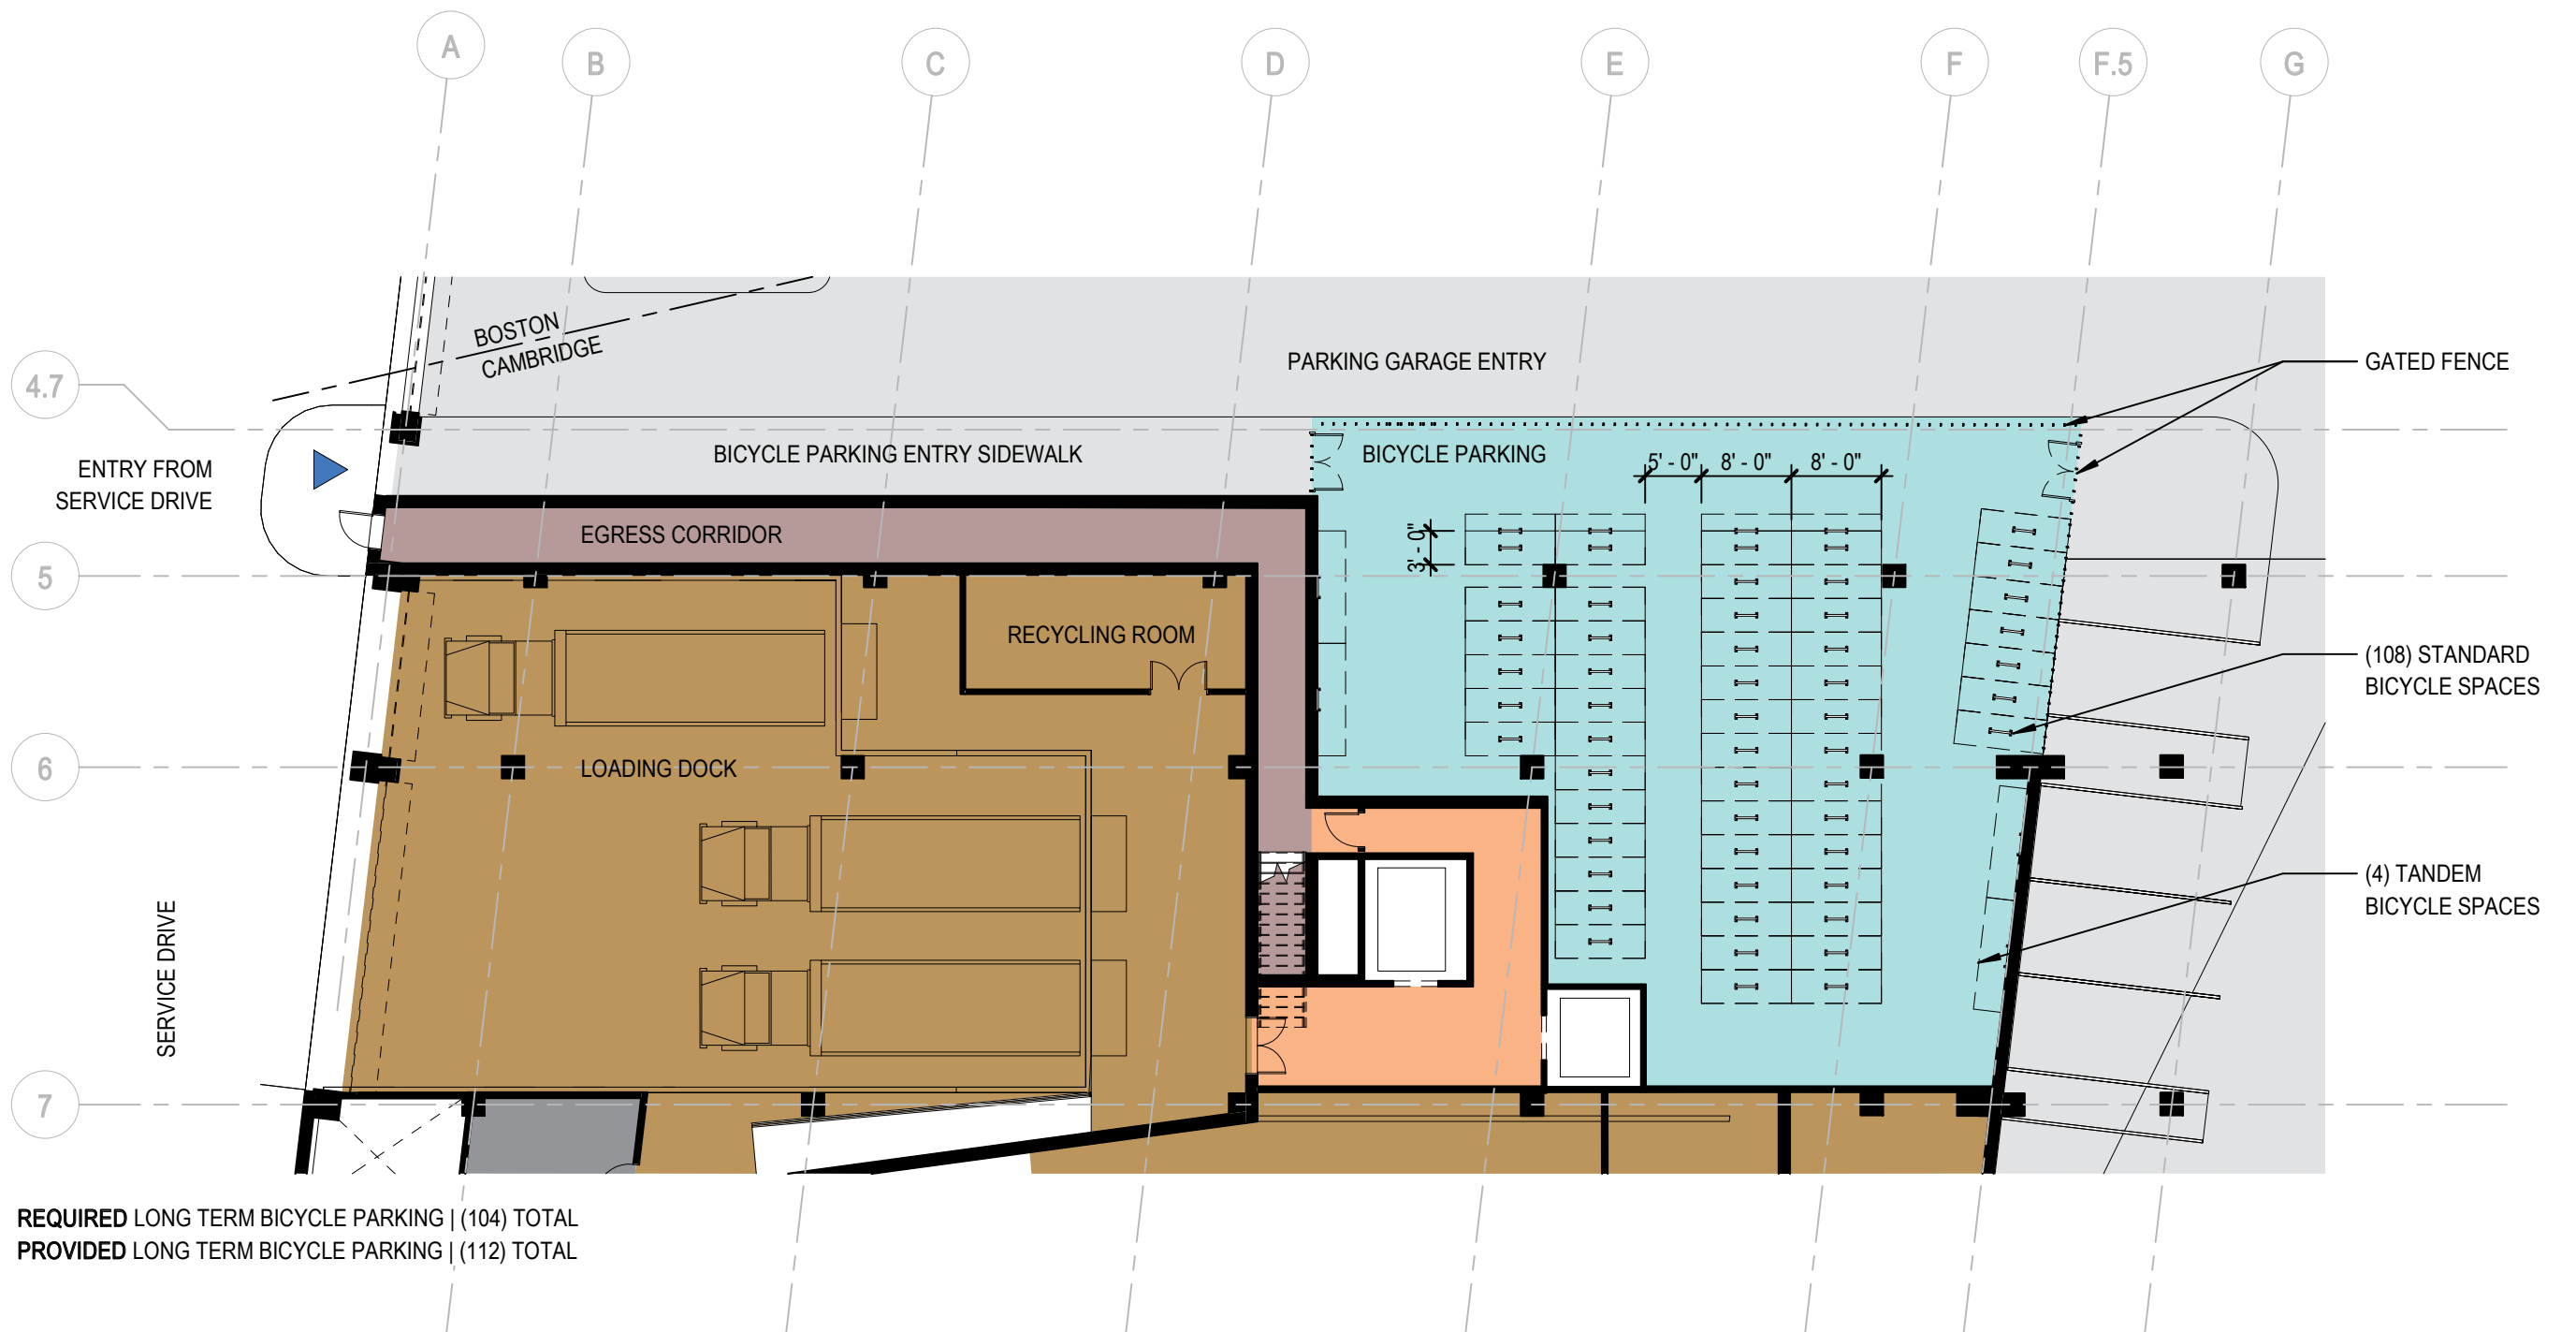 A
B
C
D
E
F
F.5
G
BOSTON
CAMBRIDGE
4.7
PARKING GARAGE ENTRY
GATED FENCE
ENTRY FROM
SERVICE DRIVE
BICYCLE PARKING ENTRY SIDEWALK
BICYCLE PARKING
5' - 0" 8' - 0" 8' - 0"
3' - 0"
EGRESS CORRIDOR
5
RECYCLING ROOM
(108) STANDARD
BICYCLE SPACES
6
LOADING DOCK
(4) TANDEM
BICYCLE SPACES
SERVICE DRIVE
7
REQUIRED LONG TERM BICYCLE PARKING | (104) TOTAL
PROVIDED LONG TERM BICYCLE PARKING | (112) TOTAL